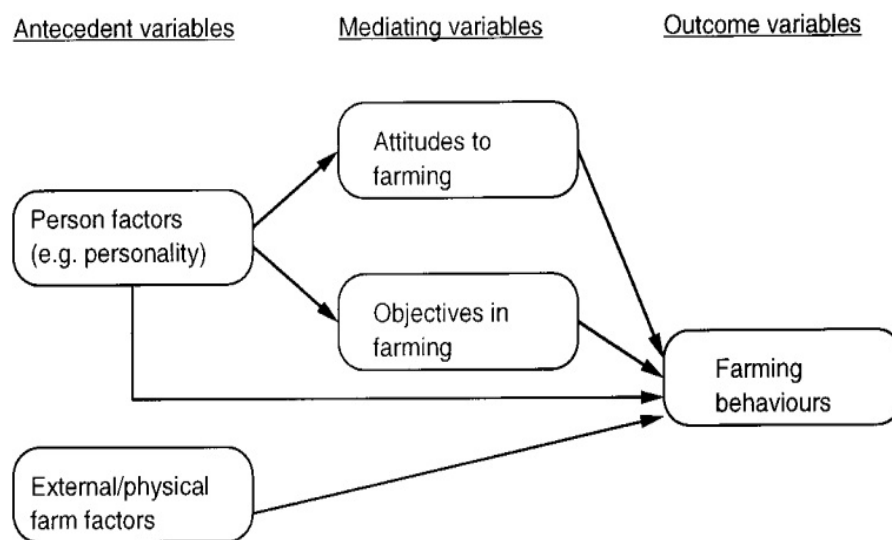 Antecedent variables
Mediating variables
Outcome variables
Attitudes to
farming
Person factors
(e.g. personality)
Objectives in
farming
Farming
behaviours
External/physical
farm factors